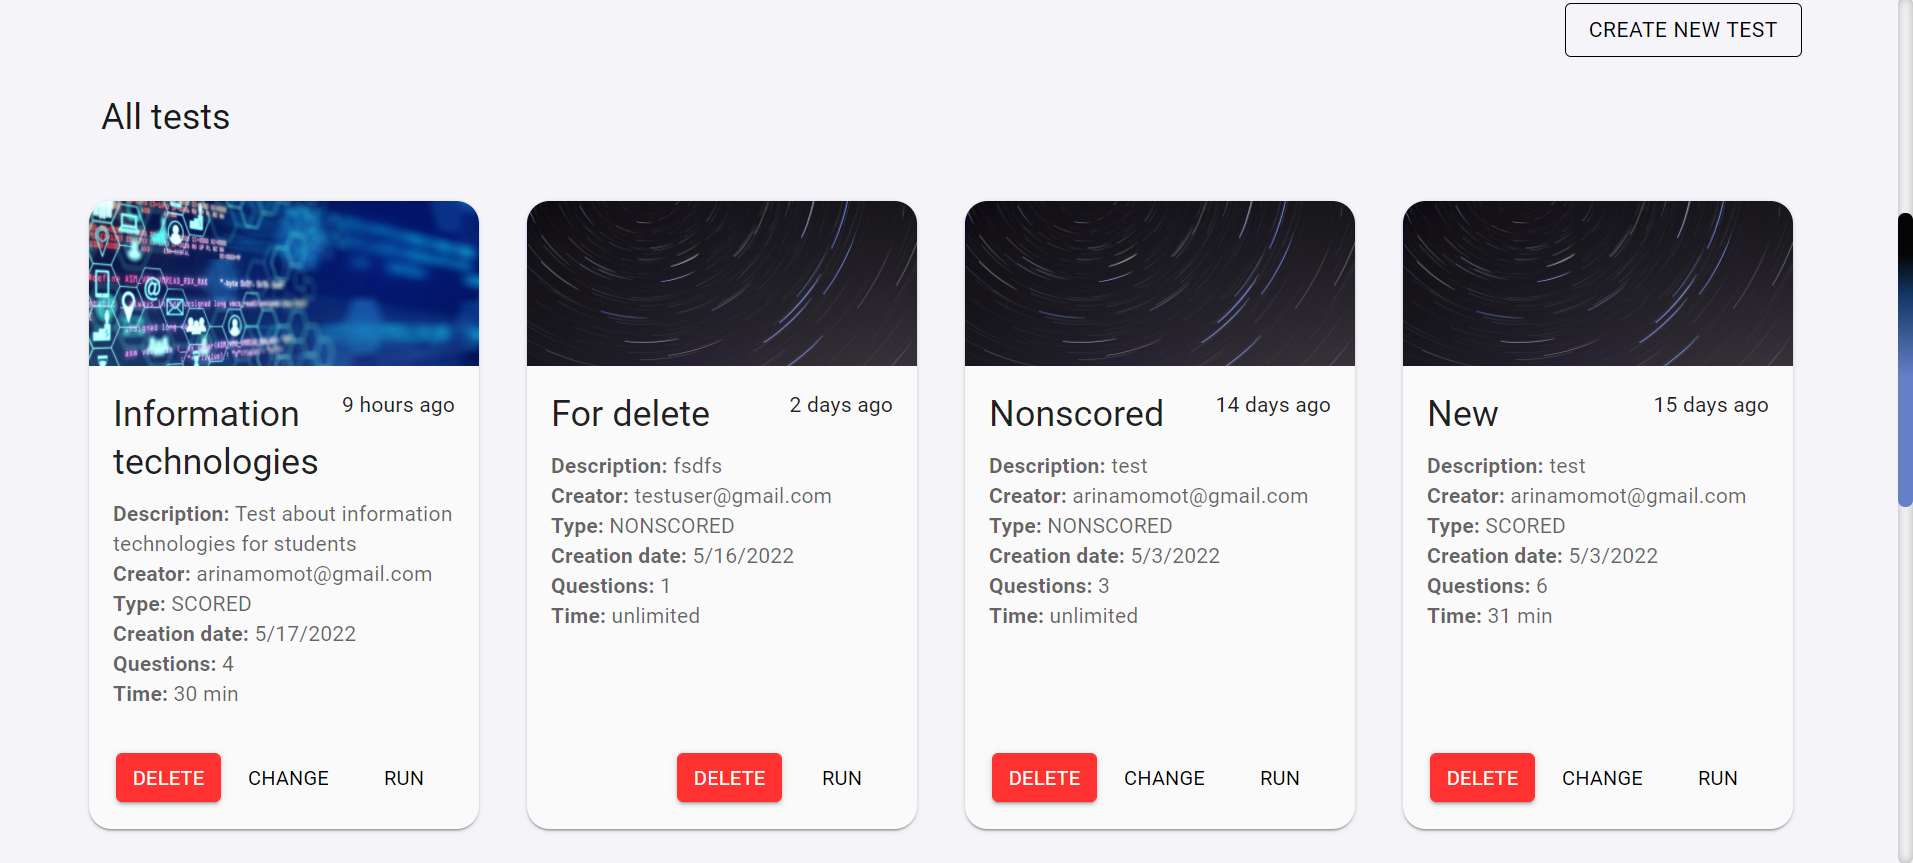 CREATE NEW TEST
All tests
Information
technologies
9 hours ago
Description: Test about information
technologies for students
Creator: arinamomot@gmail.com
Type: SCORED
Creation date: 5/17/2022
Questions: 4
Time: 30 min
DELETE CHANGE RUN
For delete
2 days ago
Description: fsdfs
Creator: testuser@gmail.com
Type: NONSCORED
Creation date: 5/16/2022
Questions: 1
Time: unlimited
DELETE RUN
Nonscored
14 days ago
Description: test
Creator: arinamomot@gmail.com
Type: NONSCORED
Creation date: 5/3/2022
Questions: 3
Time: unlimited
DELETE CHANGE RUN
New
15 days ago
Description: test
Creator: arinamomot@gmail.com
Type: SCORED
Creation date: 5/3/2022
Questions: 6
Time: 31 min
DELETE CHANGE RUN